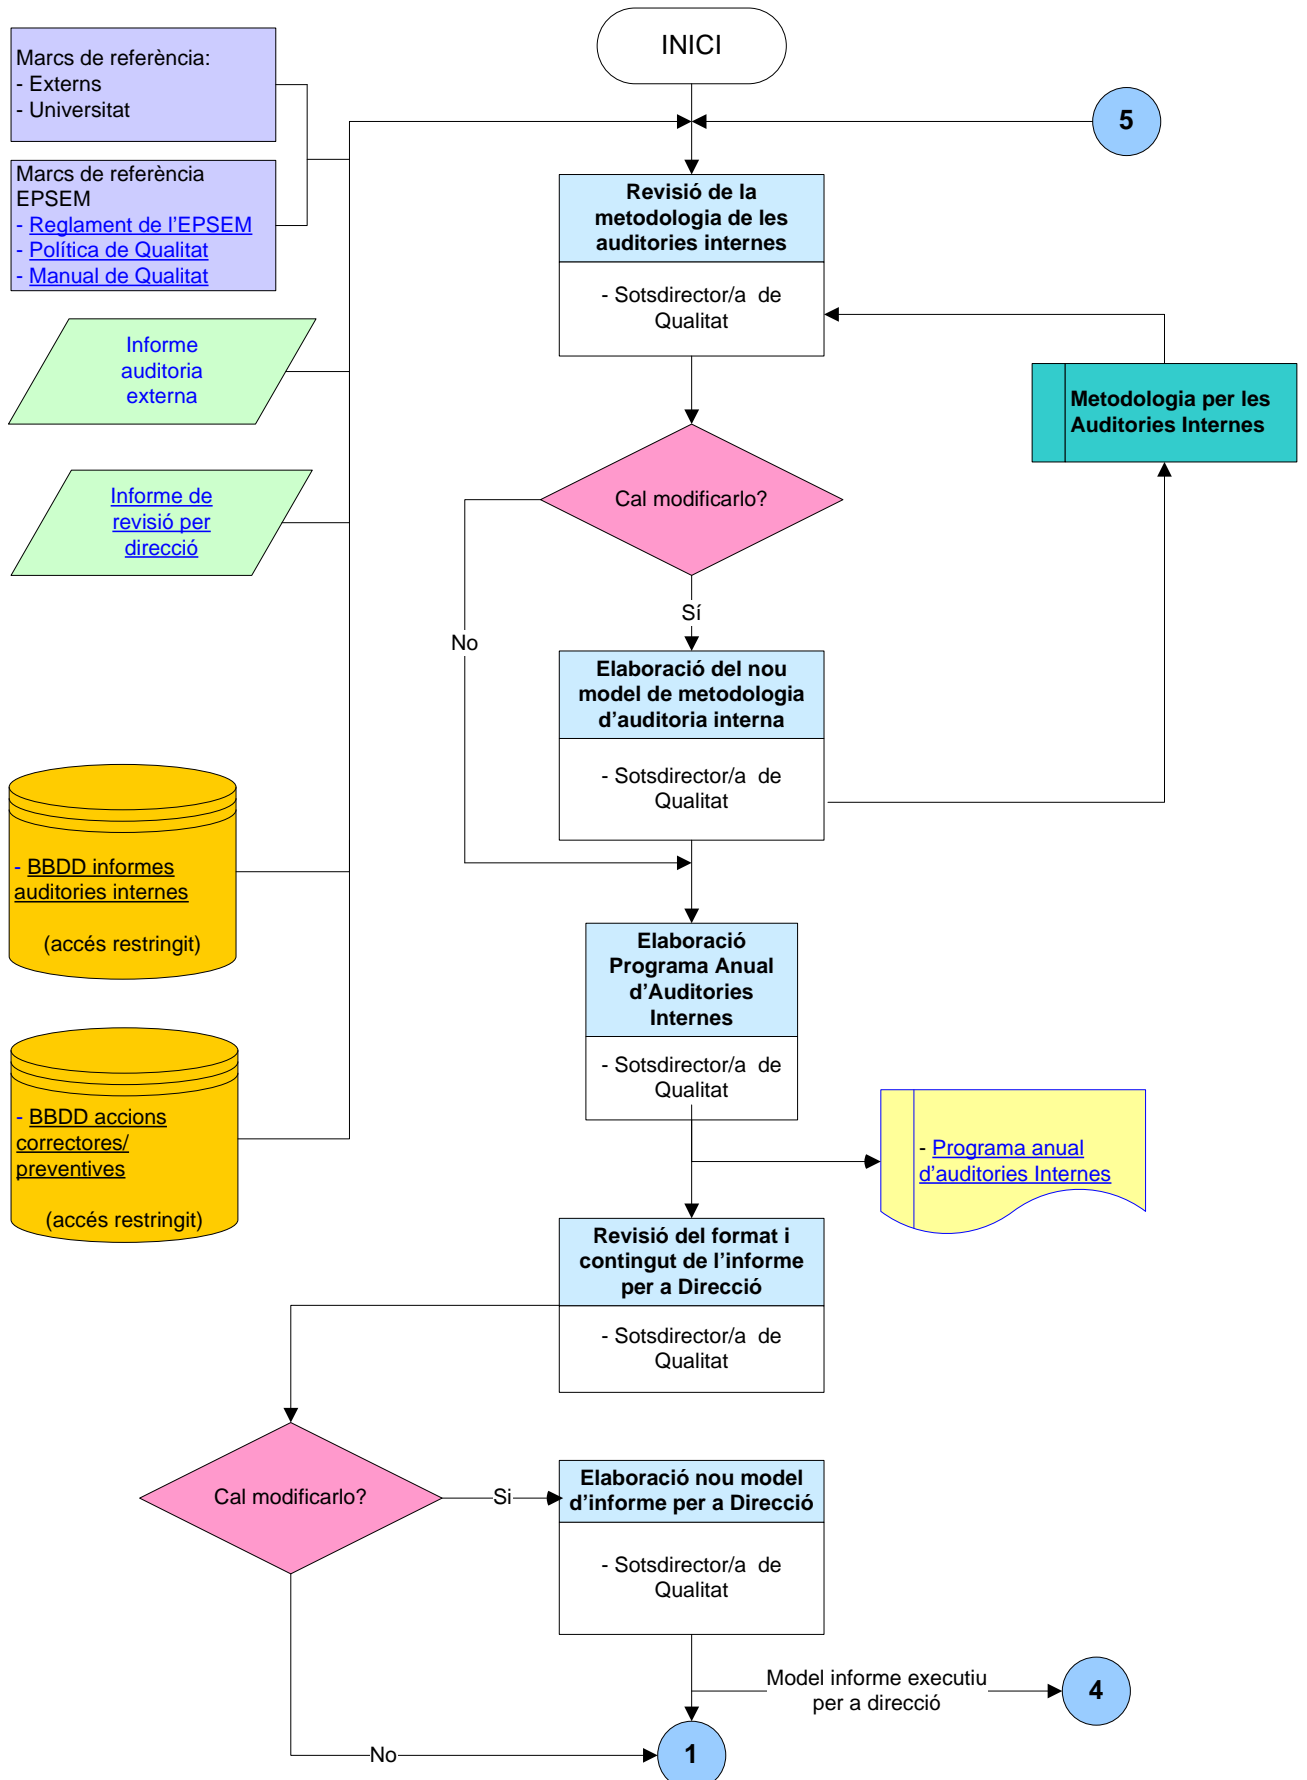 INICI
Marcs de referència:
- Externs
- Universitat
5
Marcs de referència
EPSEM
- Reglament de l'EPSEM
- Política de Qualitat
- Manual de Qualitat
Revisió de la
metodologia de les
auditories internes
- Sotsdirector/a de
Qualitat
Informe
auditoria
externa
Metodologia per les
Auditories Internes
Informe de
revisió per
direcció
Cal modificarlo?
Sí
No
Elaboració del nou
model de metodologia
d'auditoria interna
- Sotsdirector/a de
Qualitat
- BBDD informes
auditories internes
(accés restringit)
Elaboració
Programa Anual
d'Auditories
Internes
- Sotsdirector/a de
Qualitat
- BBDD accions
correctores/
preventives
(accés restringit)
- Programa anual
d'auditories Internes
Revisió del format i
contingut de l'informe
per a Direcció
- Sotsdirector/a de
Qualitat
Cal modificarlo?
Si
Elaboració nou model
d'informe per a Direcció
- Sotsdirector/a de
Qualitat
Model informe executiu
per a direcció
4
No
1